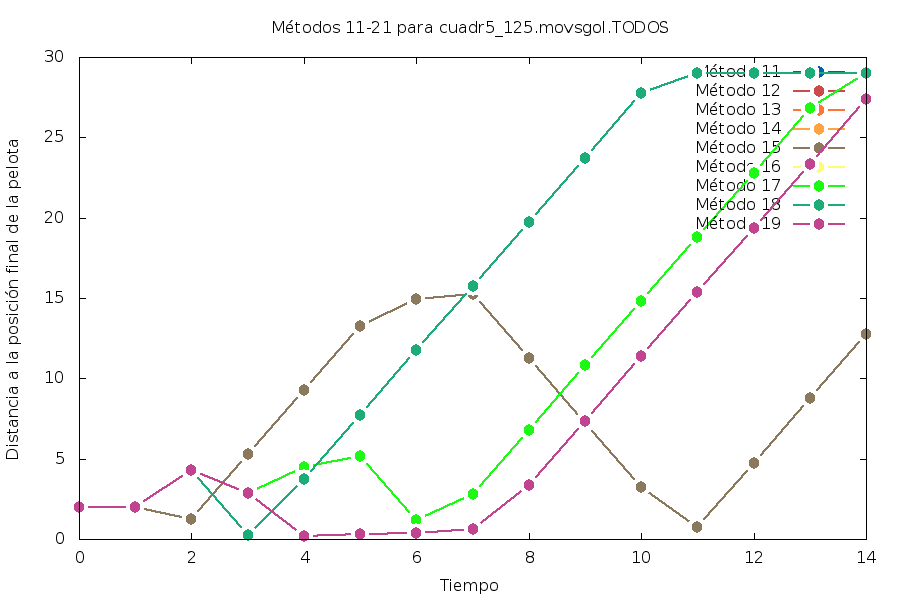 Métodos 11-21 para cuadr5_125.movsgol.TODOS
Distancia a la posición final de la pelota
30
25
20
15
10
5
0
Método 11
Método 12
Método 13
Método 14
Método 15
Método 16
Método 17
Método 18
Método 19
0 2 4 6 8 10 12 14
Tiempo